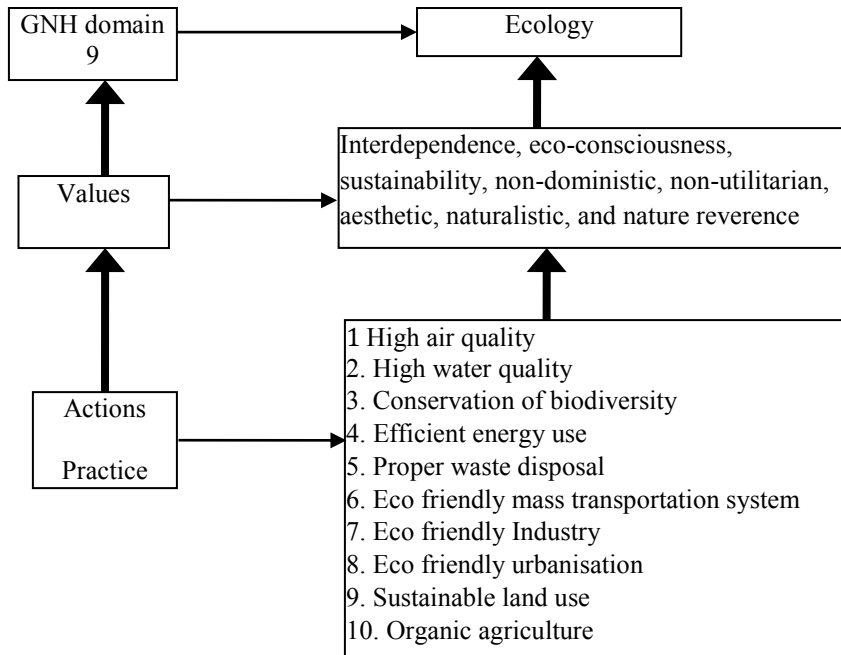 GNH domain
9
Ecology
Values
Interdependence, eco-consciousness,
sustainability, non-doministic, non-utilitarian,
aesthetic, naturalistic, and nature reverence
Actions
Practice
1 High air quality
2. High water quality
3. Conservation of biodiversity
4. Efficient energy use
5. Proper waste disposal
6. Eco friendly mass transportation system
7. Eco friendly Industry
8. Eco friendly urbanisation
9. Sustainable land use
10. Organic agriculture